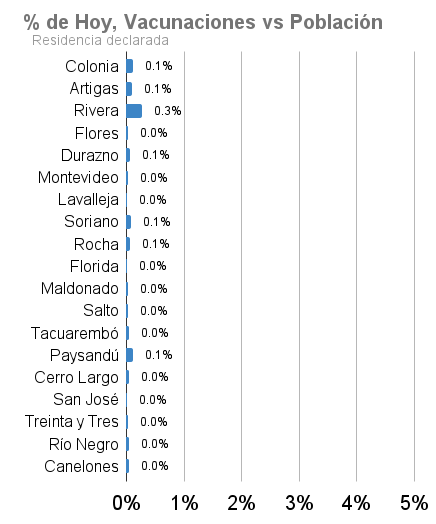 % de Hoy, Vacunaciones vs Población
Residencia declarada
Colonia 0.1%
Artigas 0.1%
Rivera 0.3%
Flores 0.0%
Durazno 0.1%
Montevideo 0.0%
Lavalleja 0.0%
Soriano 0.1%
Rocha 0.1%
Florida 0.0%
Maldonado 0.0%
Salto 0.0%
Tacuarembó 0.0%
Paysandú 0.1%
Cerro Largo 0.0%
San José 0.0%
Treinta y Tres 0.0%
Río Negro 0.0%
Canelones 0.0%
0% 1% 2% 3% 4% 5%